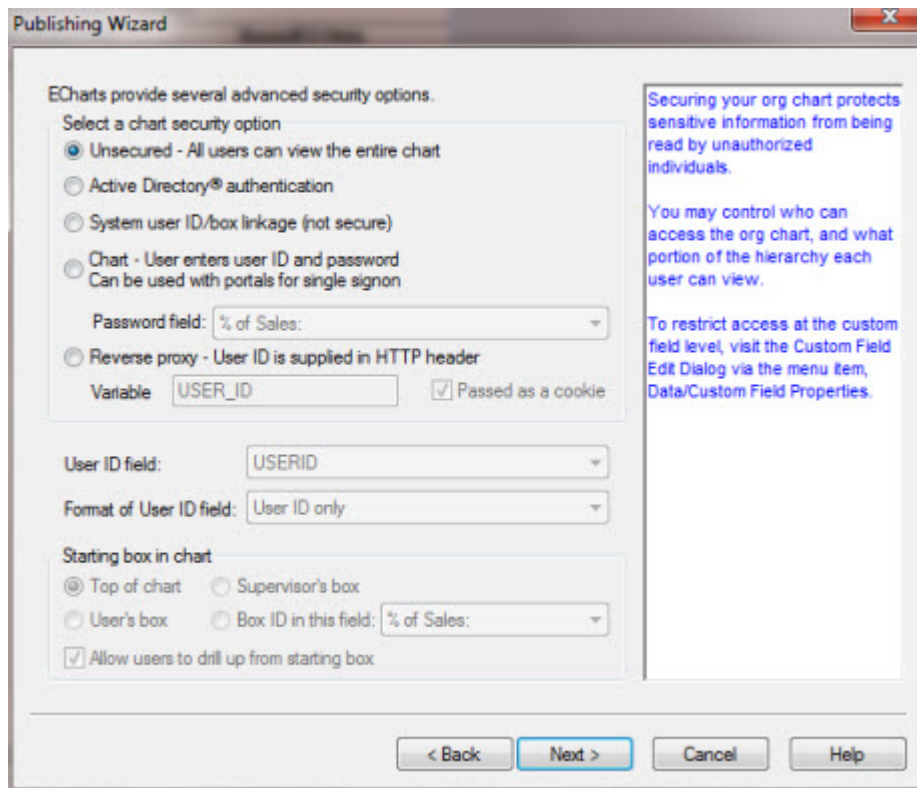 Publishing Wizard
ECharts provide several advanced security options.
Select a chart security option
Unsecured - All users can view the entire chart
Active Directory® authentication
System user ID/box linkage (not secure)
Chart - User enters user ID and password
Can be used with portals for single signon
Password field: % of Sales:
Reverse proxy - User ID is supplied in HTTP header
Variable USER_ID Passed as a cookie
User ID field: USERID
Format of User ID field: User ID only
Starting box in chart
Top of chart Supervisor's box
User's box Box ID in this field: % of Sales:
Allow users to drill up from starting box
Securing your org chart protects
sensitive information from being
read by unauthorized
individuals.
You may control who can
access the org chart, and what
portion of the hierarchy each
user can view.
To restrict access at the custom
field level, visit the Custom Field
Edit Dialog via the menu item,
Data/Custom Field Properties.
< Back Next > Cancel Help